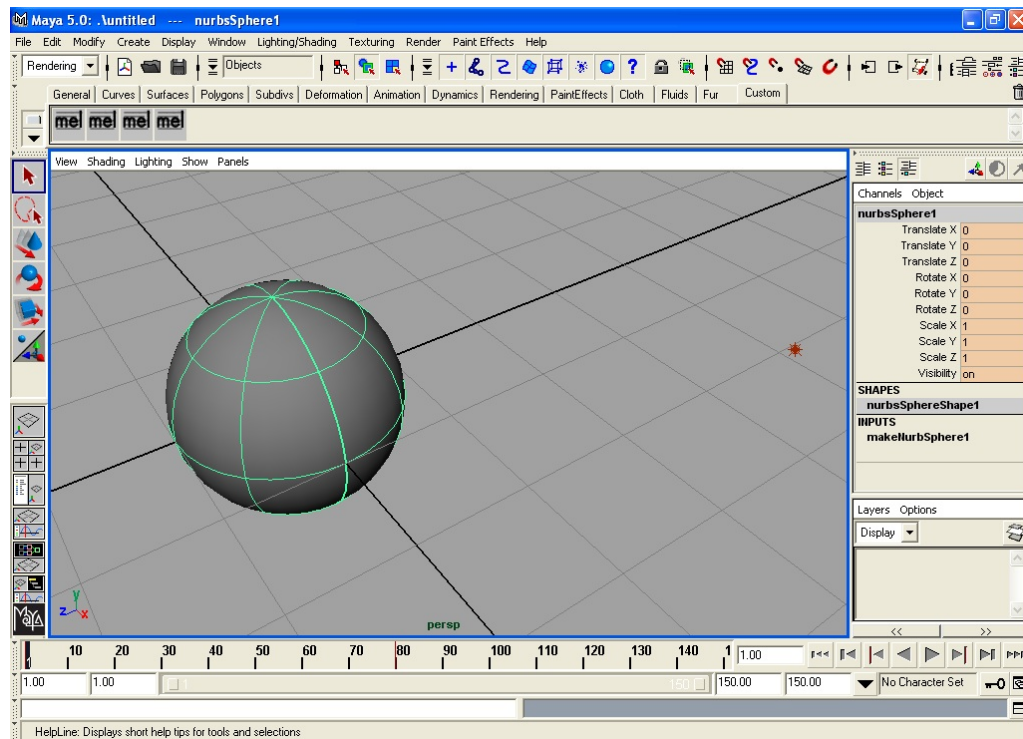 Maya 5.0: .\untitled --- nurbsSphere1
File Edit Modify Create Display Window Lighting/Shading Texturing Render Paint Effects Help
Rendering Objects
General Curves Surfaces Polygons Subdivs Deformation Animation Dynamics Rendering PaintEffects Cloth Fluids Fur Custom
mel mel mel mel
View Shading Lighting Show Panels
Channels Object
nurbsSphere1
Translate X 0
Translate Y 0
Translate Z 0
Rotate X 0
Rotate Y 0
Rotate Z 0
Scale X 1
Scale Y 1
Scale Z 1
Visibility on
SHAPES
nurbsSphereShape1
INPUTS
makeNurbSphere1
Layers Options
Display
<< >>
y
z x
persp
MAYA
10 20 30 40 50 60 70 80 90 100 110 120 130 140 1 1.00
1.00 1.00 1 150 150.00 150.00 No Character Set
HelpLine: Displays short help tips for tools and selections